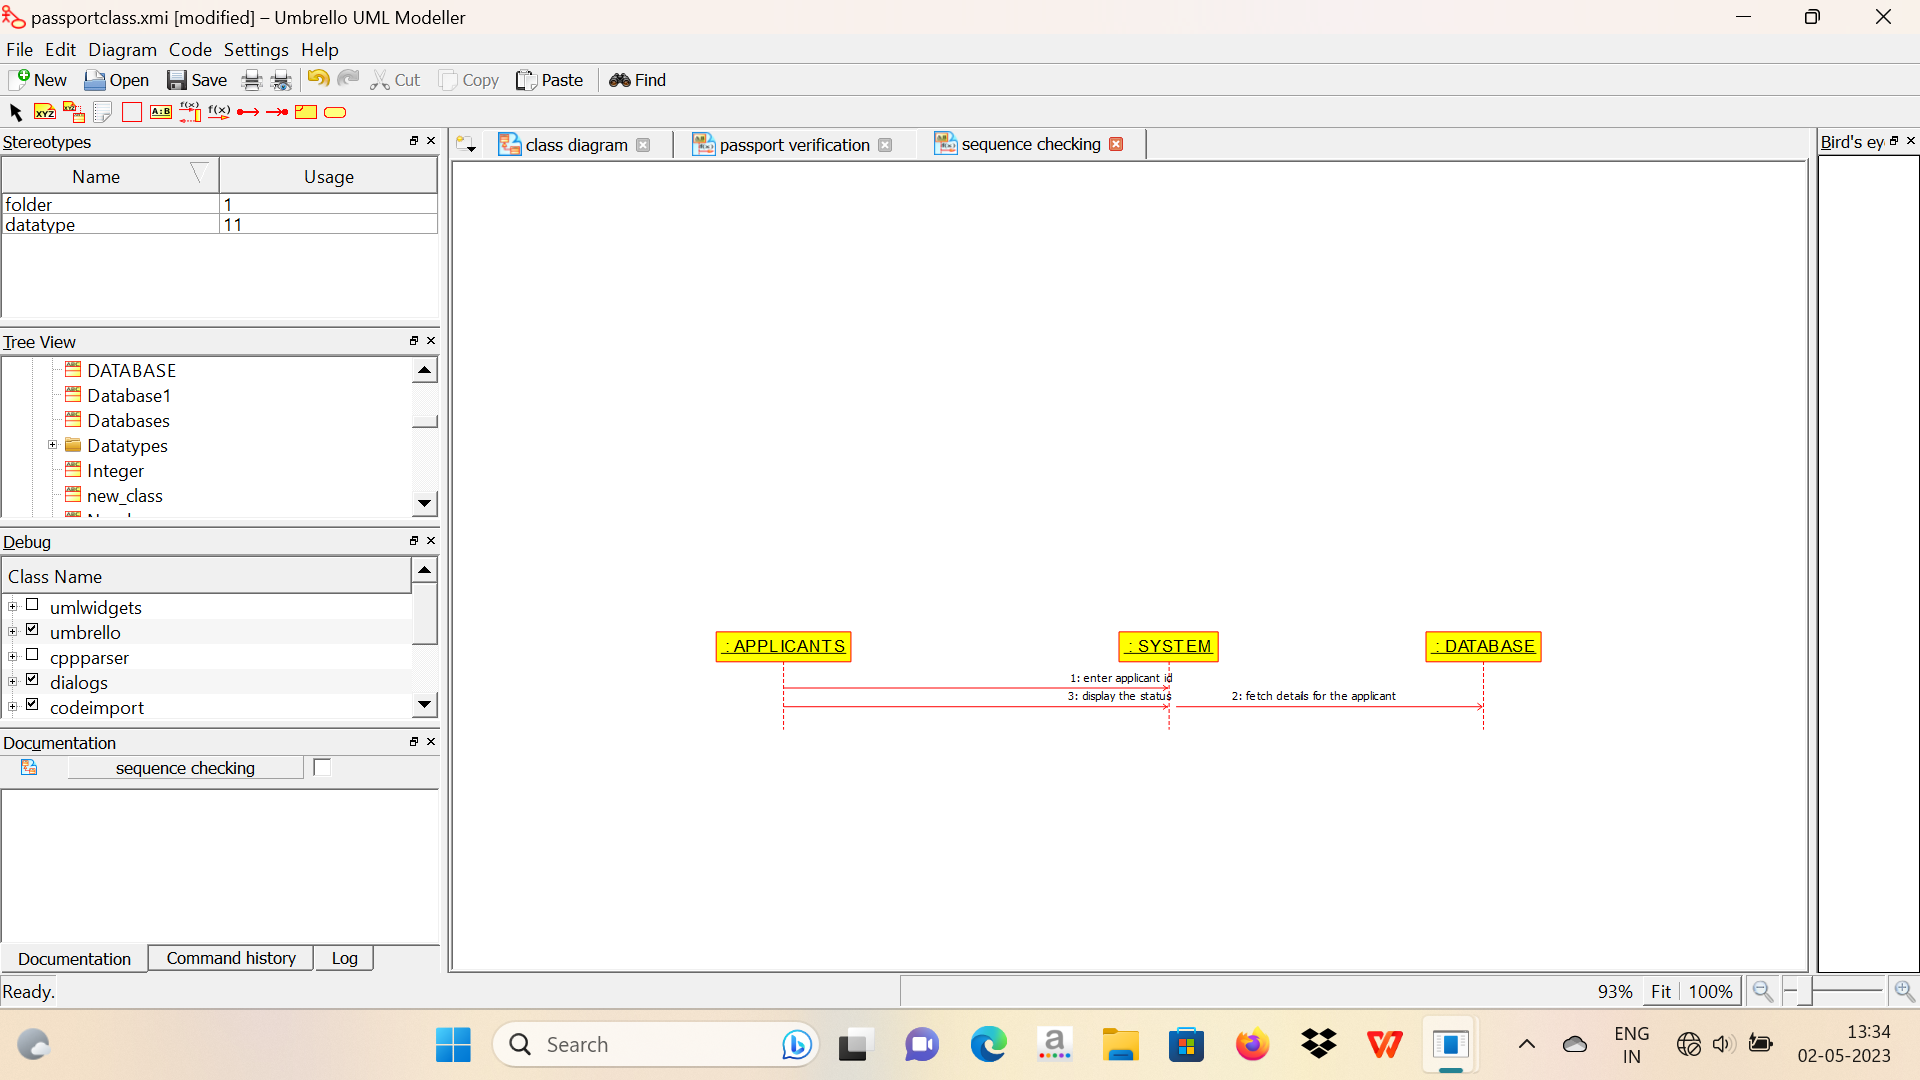 passportclass.xmi [modified] – Umbrello UML Modeller
File Edit Diagram Code Settings Help
New Open Save Cut Copy Paste Find
XYZ XYZ A:B f(x) f(x)
Stereotypes
Name Usage
folder 1
datatype 11
Tree View
DATABASE
Database1
Databases
Datatypes
Integer
new_class
Debug
Class Name
umlwidgets
umbrello
cppparser
dialogs
codeimport
Documentation
sequence checking
Documentation Command history Log
class diagram passport verification sequence checking
: APPLICANTS : SYSTEM : DATABASE
1: enter applicant id
3: display the status 2: fetch details for the applicant
Bird's ey
Ready.
93% Fit 100%
Search
ENG
IN
13:34
02-05-2023